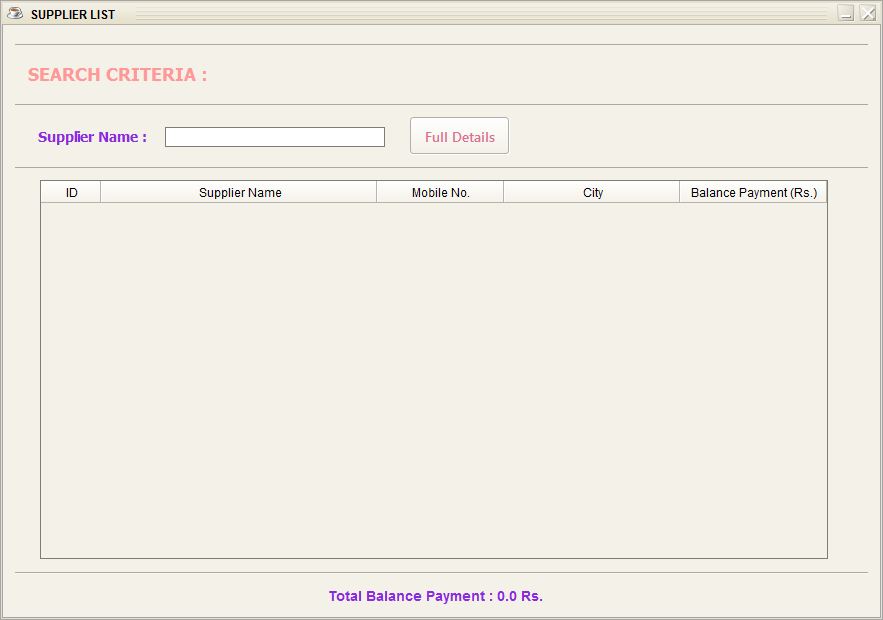 SUPPLIER LIST
SEARCH CRITERIA :
Supplier Name :
Full Details
ID Supplier Name Mobile No. City Balance Payment (Rs.)
Total Balance Payment : 0.0 Rs.